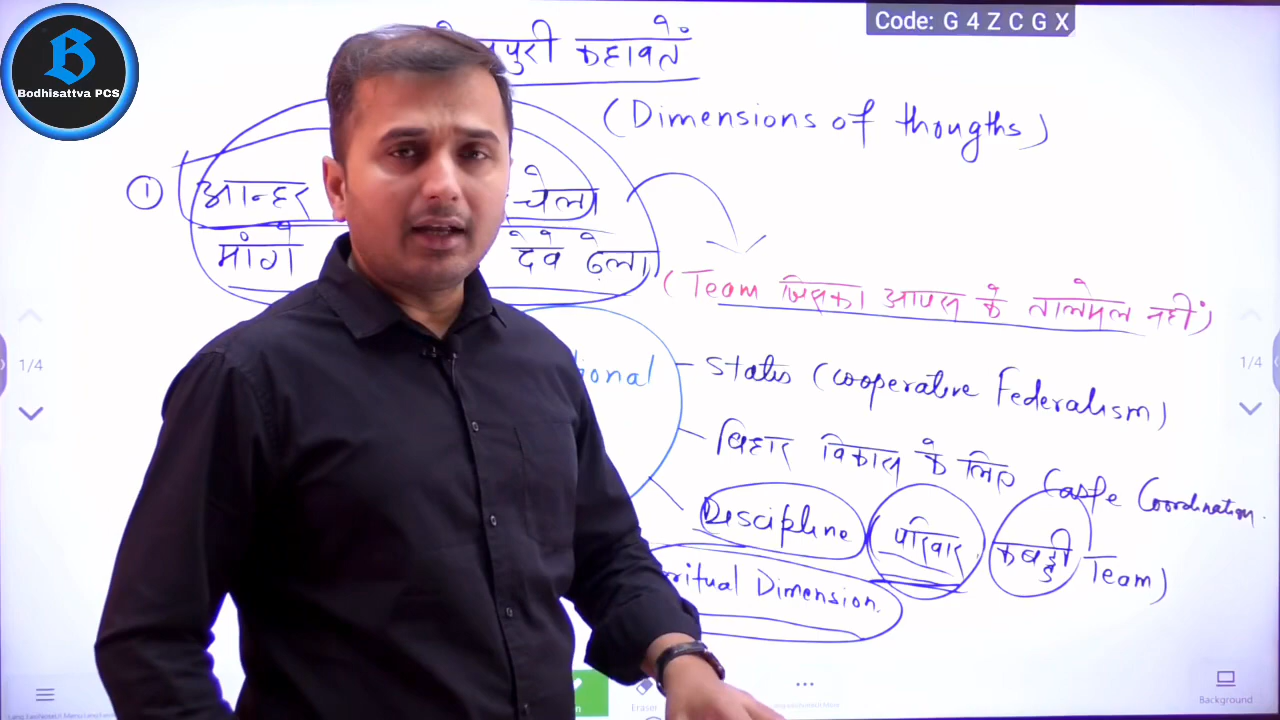 Code: G 4 Z C G X
Bodhisattva PCS
पुरी कहावतें
(Dimensions of thougths)
① आन्हर चेला
मांगे देवे ढेला
(Team जिसका आपस के तालमेल नहीं)
ional
States (Cooperative Federalism)
1/4 1/4
बिहार विकास के लिए Caste Coordination.
Discipline (परिवार कबड्डी Team)
ritual Dimension.
Eraser
Background